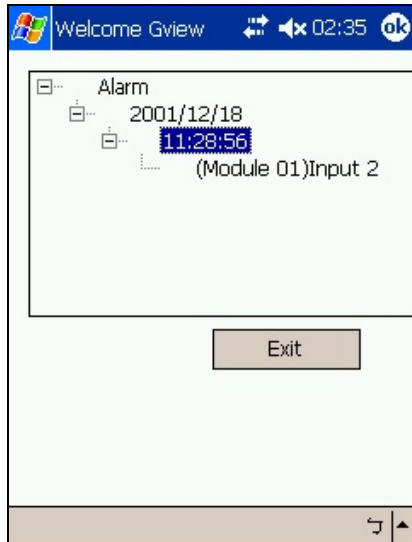 Welcome Gview 02:35 ok
Alarm
2001/12/18
11:28:56
(Module 01)Input 2
Exit
ㄅ